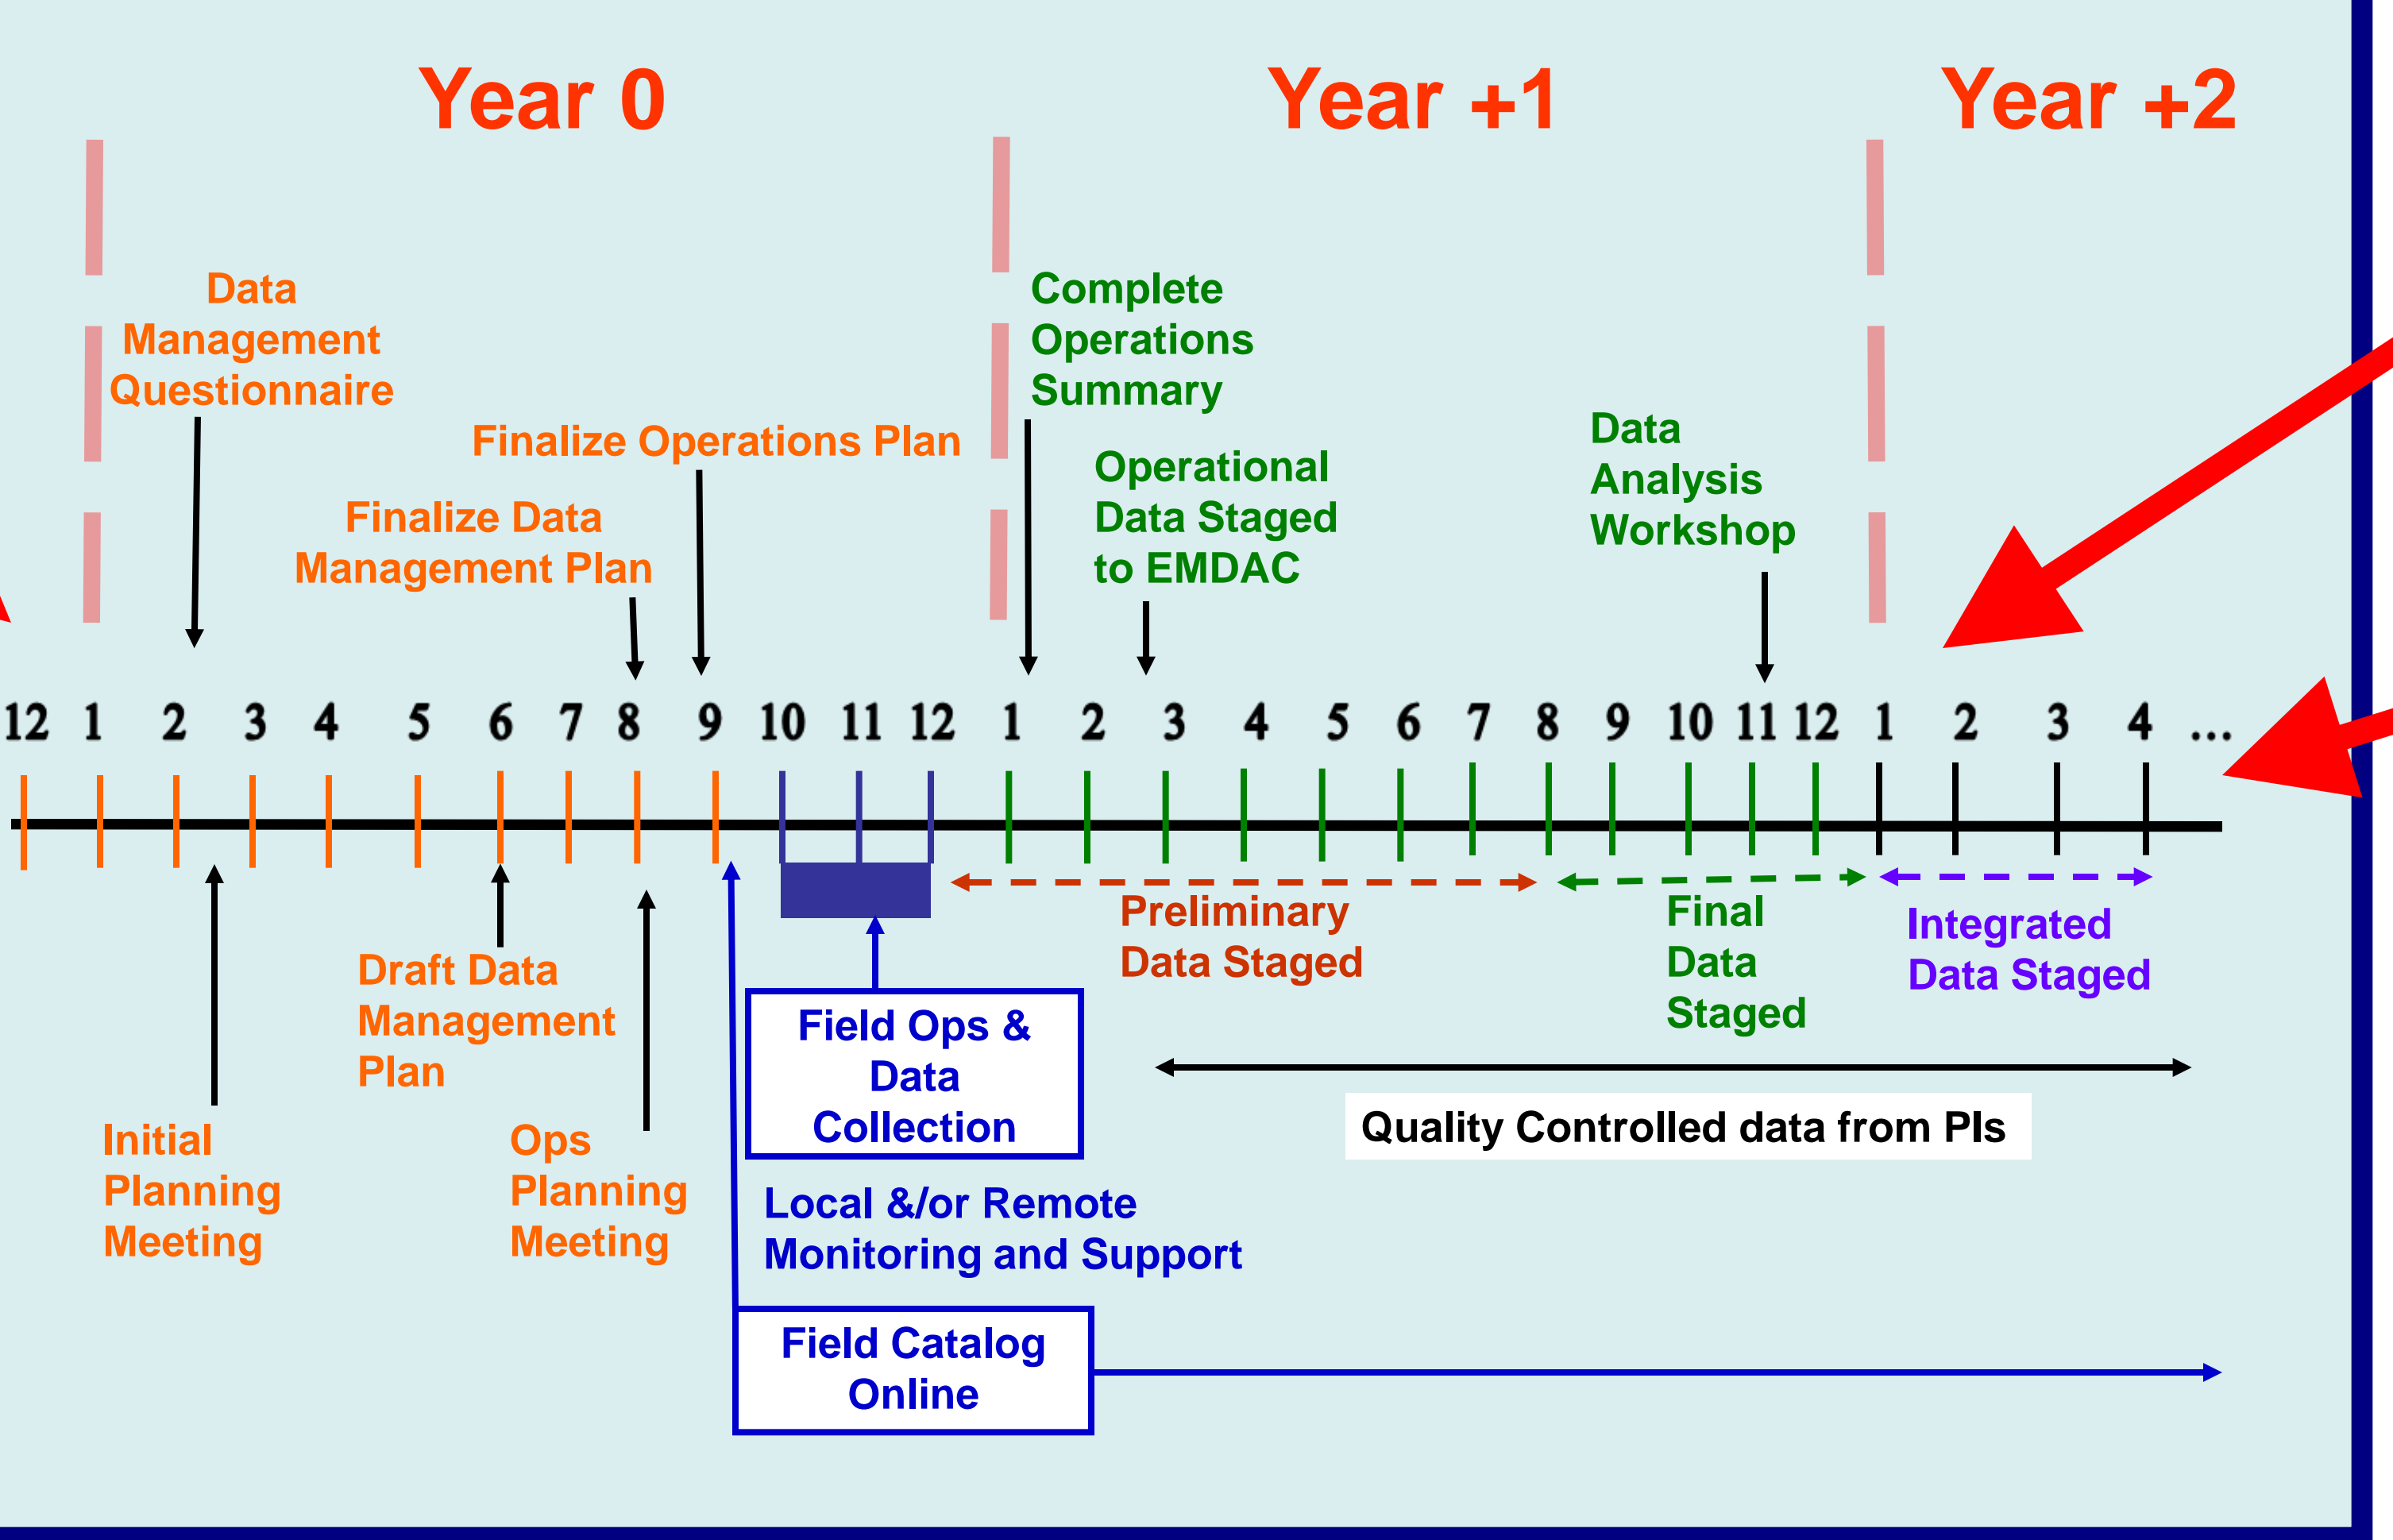 Year 0
Year +1
Year +2
Data
Management
Questionnaire
Finalize Operations Plan
Finalize Data
Management Plan
Complete
Operations
Summary
Operational
Data Staged
to EMDAC
Data
Analysis
Workshop
12 1 2 3 4 5 6 7 8 9 10 11 12 1 2 3 4 5 6 7 8 9 10 11 12 1 2 3 4 ...
Preliminary
Data Staged
Final
Data
Staged
Integrated
Data Staged
Draft Data
Management
Plan
Field Ops &
Data
Collection
Initial
Planning
Meeting
Ops
Planning
Meeting
Quality Controlled data from PIs
Local &/or Remote
Monitoring and Support
Field Catalog
Online